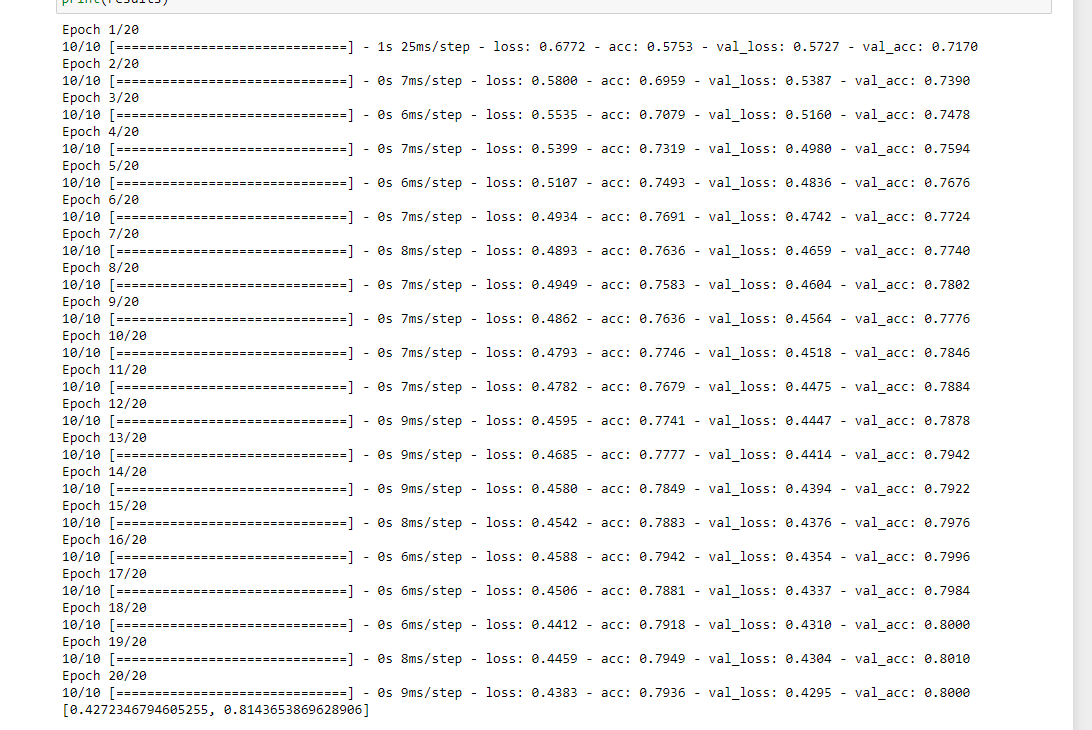 print(results)
Epoch 1/20
10/10 [==============================] - 1s 25ms/step - loss: 0.6772 - acc: 0.5753 - val_loss: 0.5727 - val_acc: 0.7170
Epoch 2/20
10/10 [==============================] - 0s 7ms/step - loss: 0.5800 - acc: 0.6959 - val_loss: 0.5387 - val_acc: 0.7390
Epoch 3/20
10/10 [==============================] - 0s 6ms/step - loss: 0.5535 - acc: 0.7079 - val_loss: 0.5160 - val_acc: 0.7478
Epoch 4/20
10/10 [==============================] - 0s 7ms/step - loss: 0.5399 - acc: 0.7319 - val_loss: 0.4980 - val_acc: 0.7594
Epoch 5/20
10/10 [==============================] - 0s 6ms/step - loss: 0.5107 - acc: 0.7493 - val_loss: 0.4836 - val_acc: 0.7676
Epoch 6/20
10/10 [==============================] - 0s 7ms/step - loss: 0.4934 - acc: 0.7691 - val_loss: 0.4742 - val_acc: 0.7724
Epoch 7/20
10/10 [==============================] - 0s 8ms/step - loss: 0.4893 - acc: 0.7636 - val_loss: 0.4659 - val_acc: 0.7740
Epoch 8/20
10/10 [==============================] - 0s 7ms/step - loss: 0.4949 - acc: 0.7583 - val_loss: 0.4604 - val_acc: 0.7802
Epoch 9/20
10/10 [==============================] - 0s 7ms/step - loss: 0.4862 - acc: 0.7636 - val_loss: 0.4564 - val_acc: 0.7776
Epoch 10/20
10/10 [==============================] - 0s 7ms/step - loss: 0.4793 - acc: 0.7746 - val_loss: 0.4518 - val_acc: 0.7846
Epoch 11/20
10/10 [==============================] - 0s 7ms/step - loss: 0.4782 - acc: 0.7679 - val_loss: 0.4475 - val_acc: 0.7884
Epoch 12/20
10/10 [==============================] - 0s 9ms/step - loss: 0.4595 - acc: 0.7741 - val_loss: 0.4447 - val_acc: 0.7878
Epoch 13/20
10/10 [==============================] - 0s 9ms/step - loss: 0.4685 - acc: 0.7777 - val_loss: 0.4414 - val_acc: 0.7942
Epoch 14/20
10/10 [==============================] - 0s 9ms/step - loss: 0.4580 - acc: 0.7849 - val_loss: 0.4394 - val_acc: 0.7922
Epoch 15/20
10/10 [==============================] - 0s 8ms/step - loss: 0.4542 - acc: 0.7883 - val_loss: 0.4376 - val_acc: 0.7976
Epoch 16/20
10/10 [==============================] - 0s 6ms/step - loss: 0.4588 - acc: 0.7942 - val_loss: 0.4354 - val_acc: 0.7996
Epoch 17/20
10/10 [==============================] - 0s 6ms/step - loss: 0.4506 - acc: 0.7881 - val_loss: 0.4337 - val_acc: 0.7984
Epoch 18/20
10/10 [==============================] - 0s 6ms/step - loss: 0.4412 - acc: 0.7918 - val_loss: 0.4310 - val_acc: 0.8000
Epoch 19/20
10/10 [==============================] - 0s 8ms/step - loss: 0.4459 - acc: 0.7949 - val_loss: 0.4304 - val_acc: 0.8010
Epoch 20/20
10/10 [==============================] - 0s 9ms/step - loss: 0.4383 - acc: 0.7936 - val_loss: 0.4295 - val_acc: 0.8000
[0.4272346794605255, 0.8143653869628906]